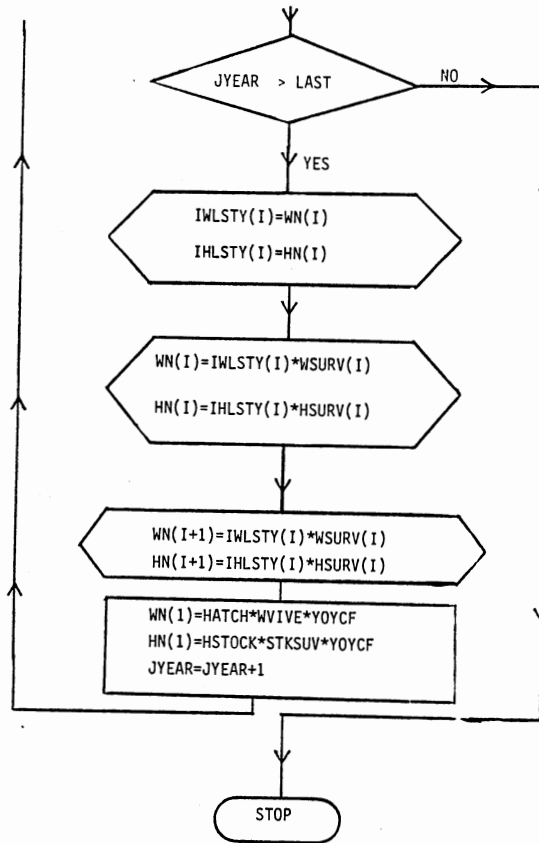 JYEAR > LAST
NO
YES
IWLSTY(I)=WN(I)
IHLSTY(I)=HN(I)
WN(I)=IWLSTY(I)*WSURV(I)
HN(I)=IHLSTY(I)*HSURV(I)
WN(I+1)=IWLSTY(I)*WSURV(I)
HN(I+1)=IHLSTY(I)*HSURV(I)
WN(1)=HATCH*WVIVE*YOYCF
HN(1)=HSTOCK*STKSUV*YOYCF
JYEAR=JYEAR+1
STOP